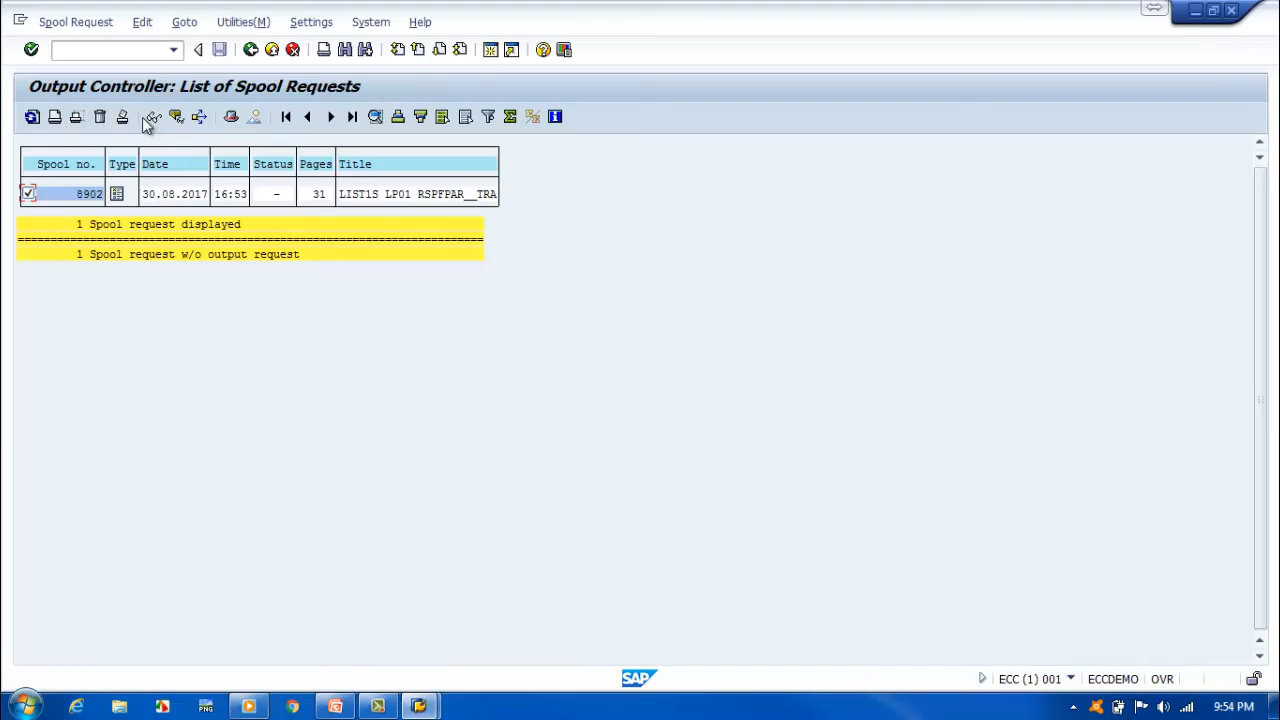 Spool Request Edit Goto Utilities(M) Settings System Help
Output Controller: List of Spool Requests
Spool no. Type Date Time Status Pages Title
8902 30.08.2017 16:53 - 31 LIST1S LP01 RSPFPAR__TRA
1 Spool request displayed
================================================================
1 Spool request w/o output request
SAP
ECC (1) 001 ECCDEMO OVR
PNG
9:54 PM